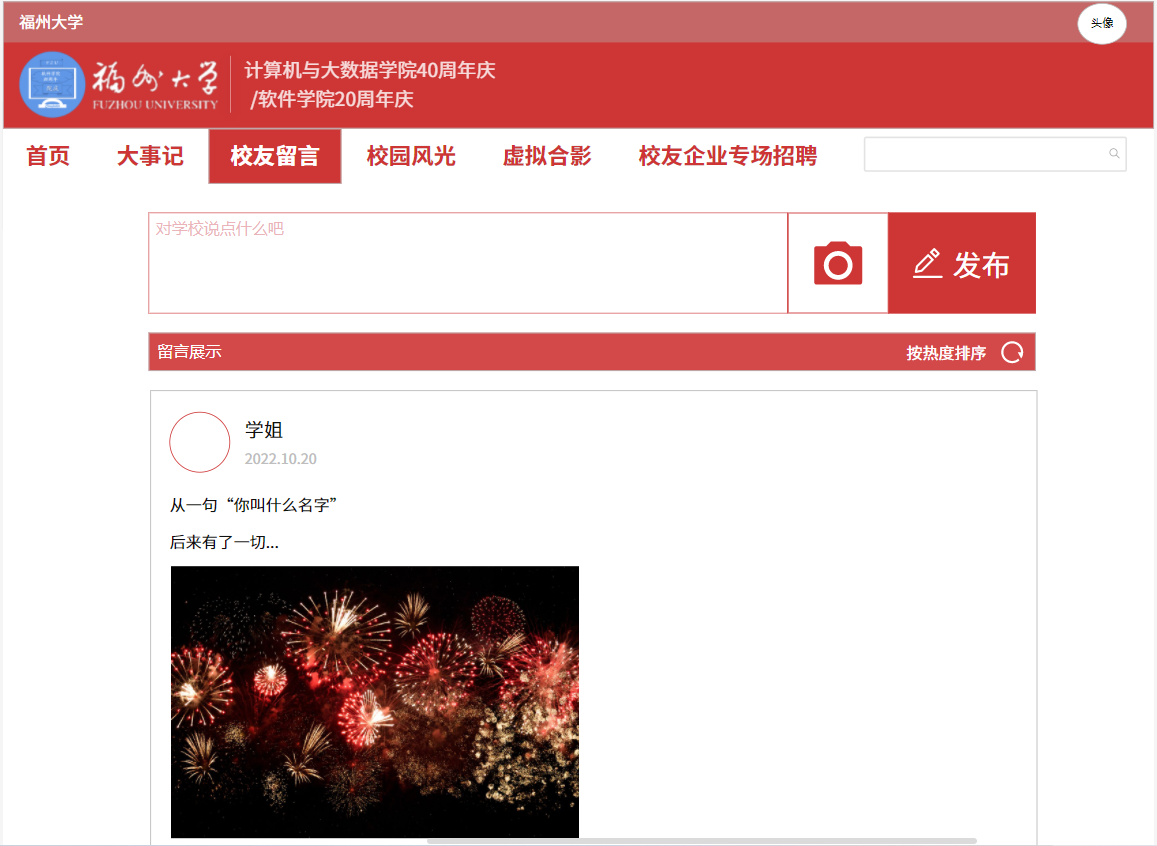 福州大学
头像
福州大学
FUZHOU UNIVERSITY
计算机与大数据学院40周年庆
/软件学院20周年庆
首页
大事记
校友留言
校园风光
虚拟合影
校友企业专场招聘
对学校说点什么吧
发布
留言展示
按热度排序
学姐
2022.10.20
从一句“你叫什么名字”
后来有了一切...